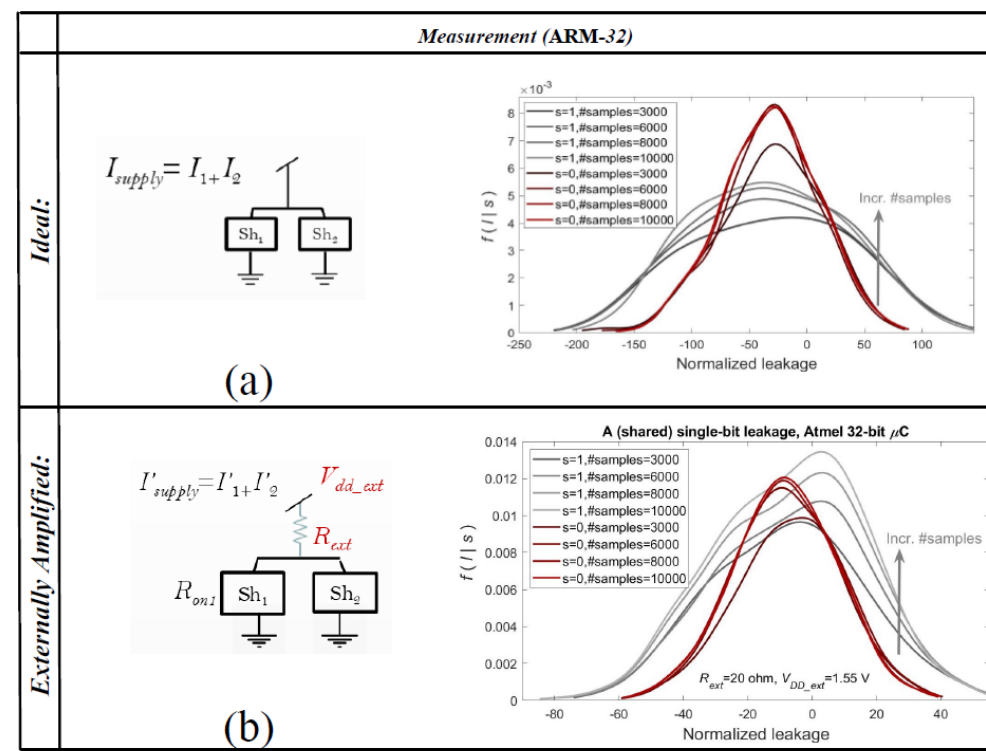 Measurement (ARM-32)
Ideal:
I_supply = I_1+ I_2
Sh_1
Sh_2
(a)
×10^-3
8
7
6
5
4
3
2
1
0
f ( l | s )
s=1,#samples=3000
s=1,#samples=6000
s=1,#samples=8000
s=1,#samples=10000
s=0,#samples=3000
s=0,#samples=6000
s=0,#samples=8000
s=0,#samples=10000
Incr. #samples
-250
-200
-150
-100
-50
0
50
100
Normalized leakage
Externally Amplified:
I'_supply=I'_1+I'_2
V_dd_ext
R_ext
R_on1
Sh_1
Sh_2
(b)
A (shared) single-bit leakage, Atmel 32-bit μC
0.014
0.012
0.01
0.008
0.006
0.004
0.002
0
f ( l | s )
s=1,#samples=3000
s=1,#samples=6000
s=1,#samples=8000
s=1,#samples=10000
s=0,#samples=3000
s=0,#samples=6000
s=0,#samples=8000
s=0,#samples=10000
Incr. #samples
R_ext=20 ohm, V_DD_ext=1.55 V
-80
-60
-40
-20
0
20
40
Normalized leakage